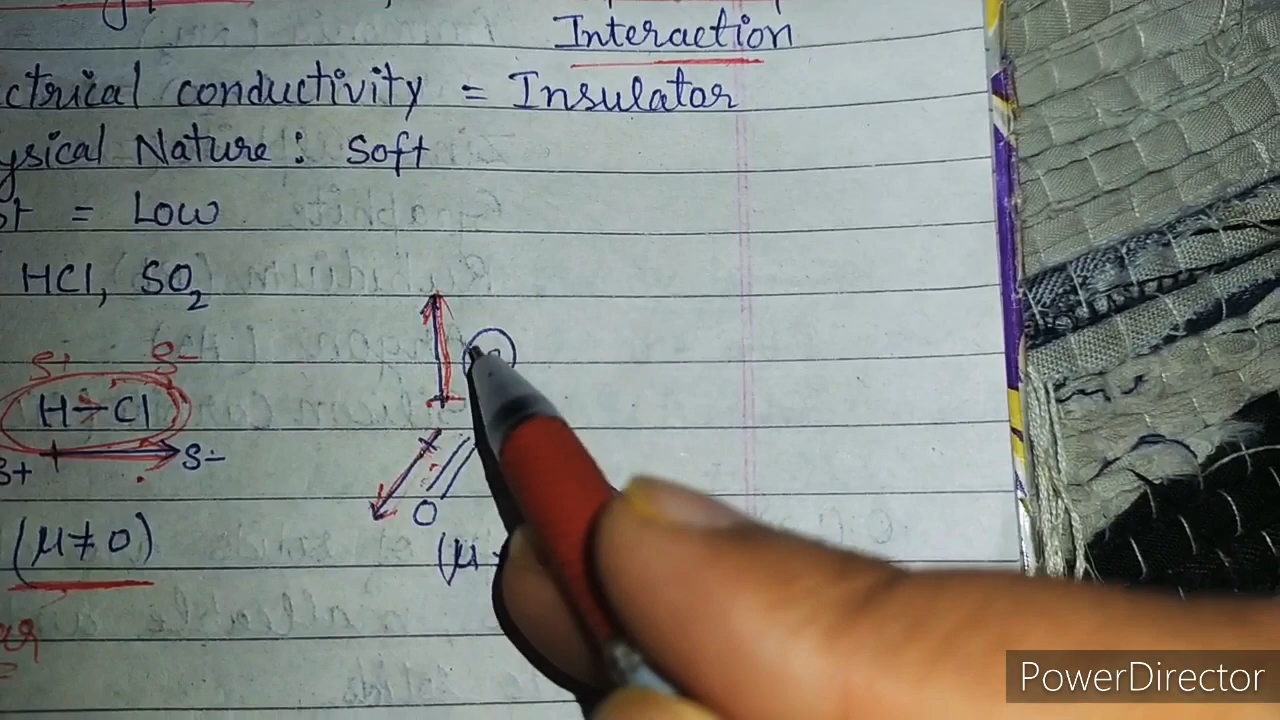 Interaction
ctrical conductivity = Insulator
ysical Nature: Soft
= Low
HCl, SO2
δ+ δ-
H → Cl
δ+ δ-
O
(μ≠0)
(μ
PowerDirector